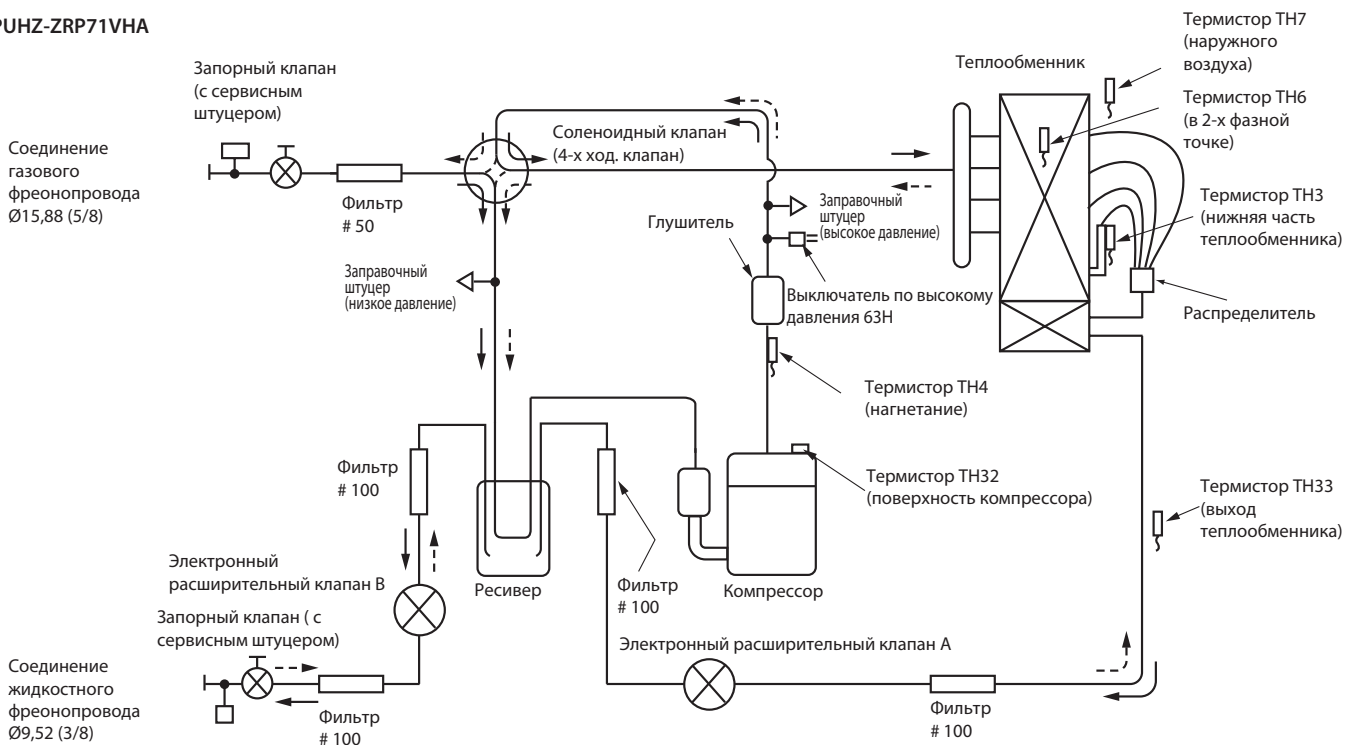 PUHZ-ZRP71VHA
Запорный клапан
(с сервисным
штуцером)
Соединение
газового
фреонопровода
Ø15,88 (5/8)
Фильтр
# 50
Соленоидный клапан
(4-х ход. клапан)
Теплообменник
Термистор TH7
(наружного
воздуха)
Термистор TH6
(в 2-х фазной
точке)
Термистор TH3
(нижняя часть
теплообменника)
Распределитель
Заправочный
штуцер
(высокое давление)
Глушитель
Выключатель по высокому
давления 63H
Заправочный
штуцер
(низкое давление)
Термистор TH4
(нагнетание)
Термистор TH32
(поверхность компрессора)
Термистор TH33
(выход
теплообменника)
Фильтр
# 100
Электронный
расширительный клапан B
Запорный клапан ( с
сервисным штуцером)
Ресивер
Фильтр
# 100
Компрессор
Электронный расширительный клапан A
Соединение
жидкостного
фреонопровода
Ø9,52 (3/8)
Фильтр
# 100
Фильтр
# 100